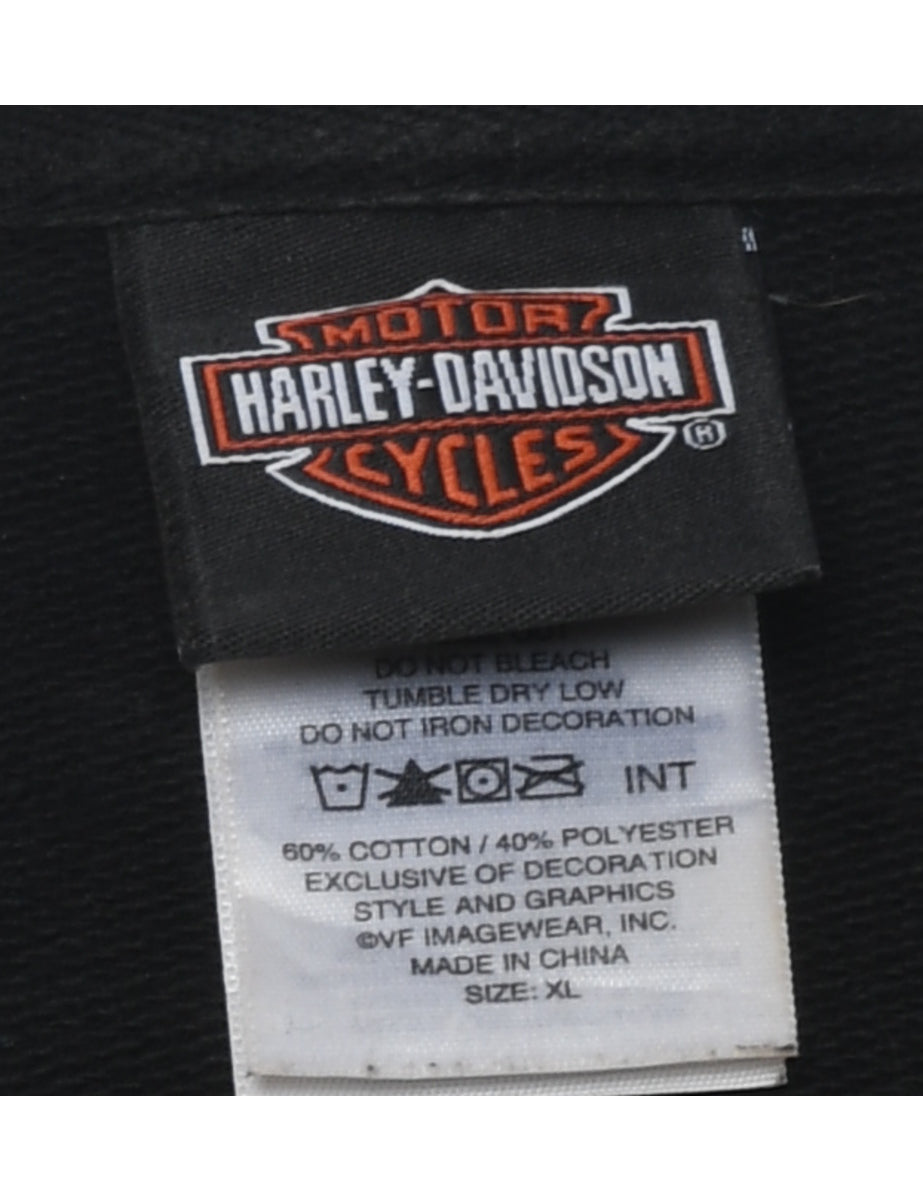 MOTOR
HARLEY-DAVIDSON
CYCLES
®
DO NOT BLEACH
TUMBLE DRY LOW
DO NOT IRON DECORATION
INT
60% COTTON / 40% POLYESTER
EXCLUSIVE OF DECORATION
STYLE AND GRAPHICS
©VF IMAGEWEAR, INC.
MADE IN CHINA
SIZE: XL